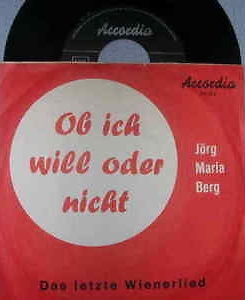 Accordia
Accordia
Ob ich
will oder
nicht
Jörg
Maria
Berg
Das letzte Wienerlied